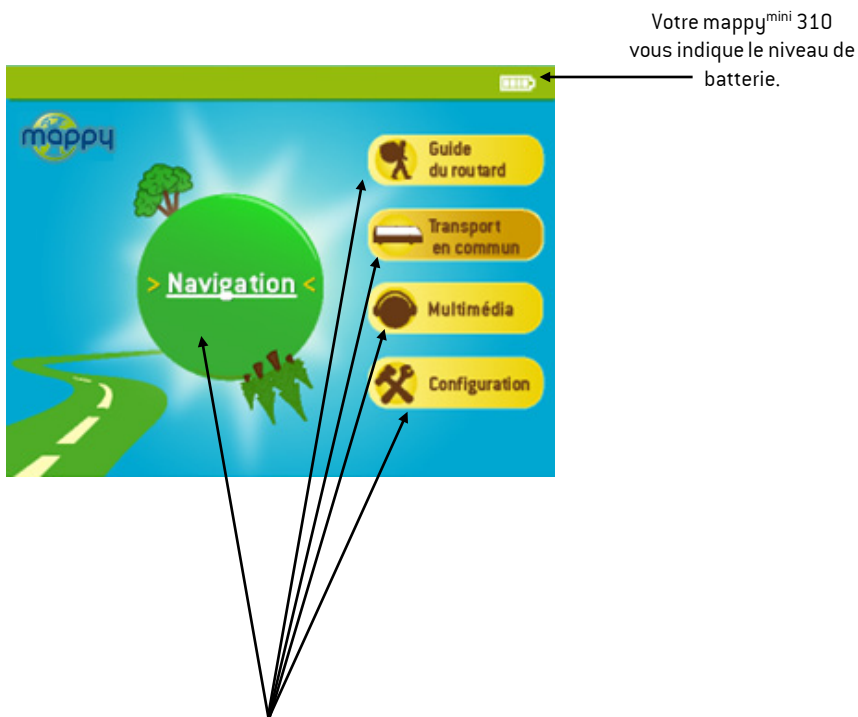 Votre mappymini 310
vous indique le niveau de
batterie.
mappy
Guide
du routard
Transport
en commun
> Navigation <
Multimédia
Configuration